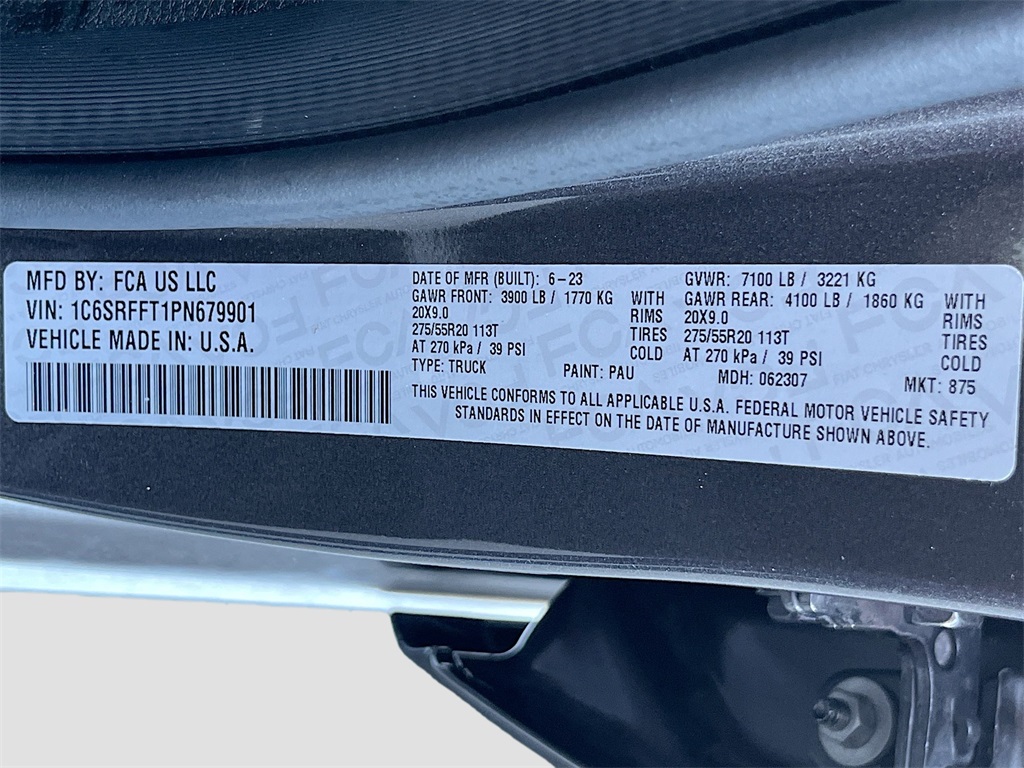 MFD BY: FCA US LLC
VIN: 1C6SRFFT1PN679901
VEHICLE MADE IN: U.S.A.
DATE OF MFR (BUILT): 6-23
GAWR FRONT: 3900 LB / 1770 KG WITH
20X9.0 RIMS
275/55R20 113T TIRES
AT 270 kPa / 39 PSI COLD
TYPE: TRUCK PAINT: PAU
GVWR: 7100 LB / 3221 KG
GAWR REAR: 4100 LB / 1860 KG WITH
20X9.0 RIMS
275/55R20 113T TIRES
AT 270 kPa / 39 PSI COLD
MDH: 062307 MKT: 875
THIS VEHICLE CONFORMS TO ALL APPLICABLE U.S.A. FEDERAL MOTOR VEHICLE SAFETY
STANDARDS IN EFFECT ON THE DATE OF MANUFACTURE SHOWN ABOVE.